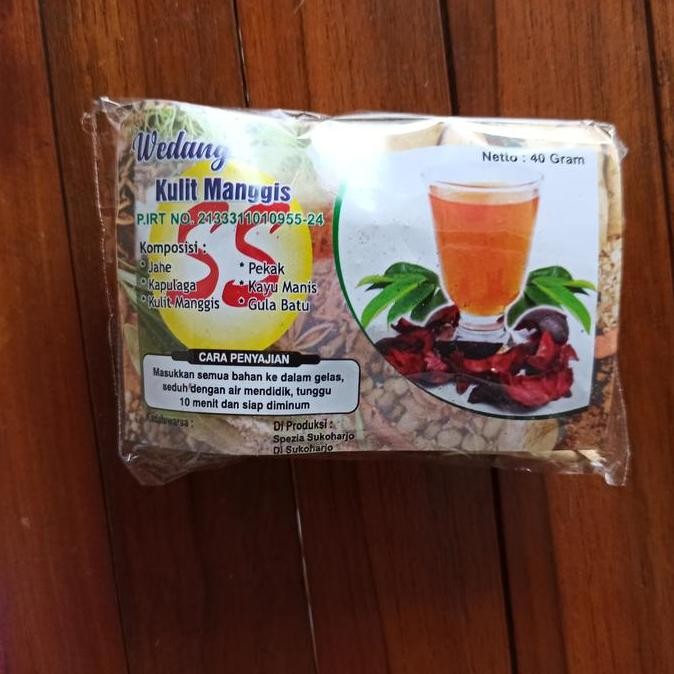 Wedang
Kulit Manggis
P.IRT NO. 2133311010955-24
SS
Komposisi :
* Jahe
* Kapulaga
* Kulit Manggis
* Pekak
* Kayu Manis
* Gula Batu
CARA PENYAJIAN
Masukkan semua bahan ke dalam gelas,
seduh dengan air mendidih, tunggu
10 menit dan siap diminum
Kadaluwarsa :
Di Produksi :
Spezia Sukoharjo
Di Sukoharjo
Netto : 40 Gram